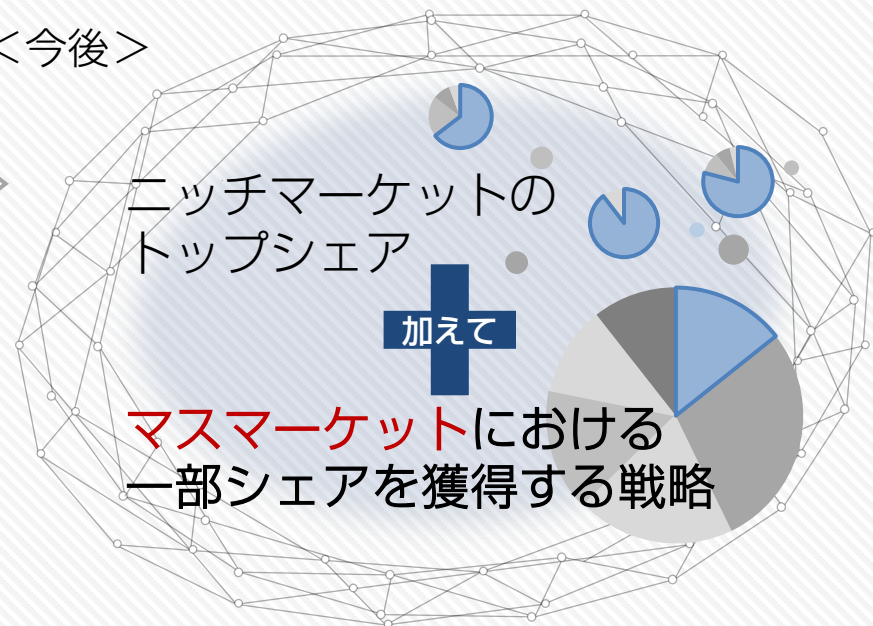 ＜今後＞
ニッチマーケットの
トップシェア
加えて
マスマーケットにおける
一部シェアを獲得する戦略